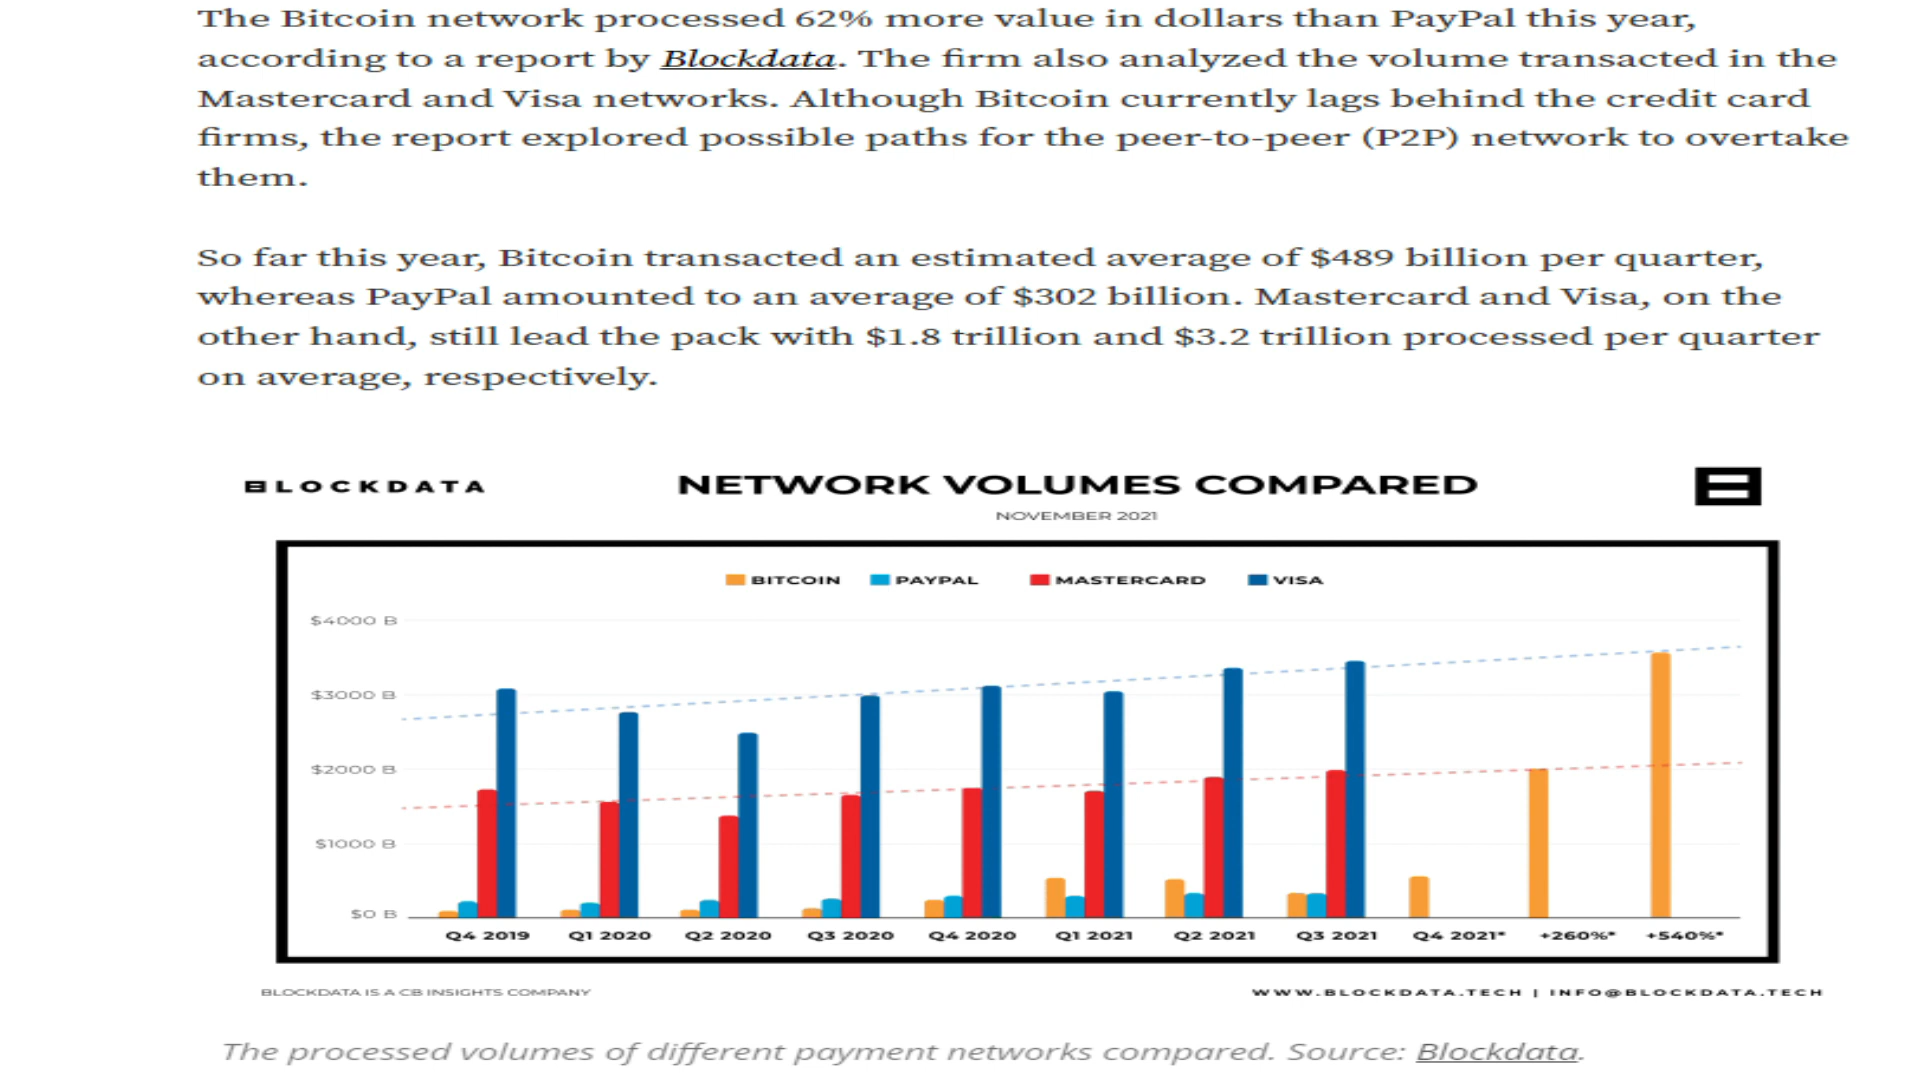 The Bitcoin network processed 62% more value in dollars than PayPal this year,
according to a report by Blockdata. The firm also analyzed the volume transacted in the
Mastercard and Visa networks. Although Bitcoin currently lags behind the credit card
firms, the report explored possible paths for the peer-to-peer (P2P) network to overtake
them.
So far this year, Bitcoin transacted an estimated average of $489 billion per quarter,
whereas PayPal amounted to an average of $302 billion. Mastercard and Visa, on the
other hand, still lead the pack with $1.8 trillion and $3.2 trillion processed per quarter
on average, respectively.
BLOCKDATA
NETWORK VOLUMES COMPARED
NOVEMBER 2021
BITCOIN PAYPAL MASTERCARD VISA
$4000 B
$3000 B
$2000 B
$1000 B
$0 B
Q4 2019 Q1 2020 Q2 2020 Q3 2020 Q4 2020 Q1 2021 Q2 2021 Q3 2021 Q4 2021* +260%* +540%*
BLOCKDATA IS A CB INSIGHTS COMPANY
WWW.BLOCKDATA.TECH | INFO@BLOCKDATA.TECH
The processed volumes of different payment networks compared. Source: Blockdata.